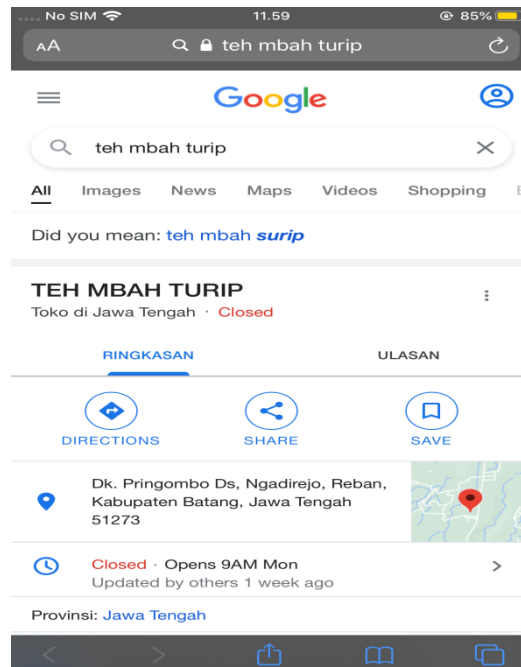 No SIM 11.59 85%
AA teh mbah turip
Google
teh mbah turip
All Images News Maps Videos Shopping
Did you mean: teh mbah surip
TEH MBAH TURIP
Toko di Jawa Tengah · Closed
RINGKASAN ULASAN
DIRECTIONS SHARE SAVE
Dk. Pringombo Ds, Ngadirejo, Reban,
Kabupaten Batang, Jawa Tengah
51273
Closed · Opens 9AM Mon
Updated by others 1 week ago
Provinsi: Jawa Tengah